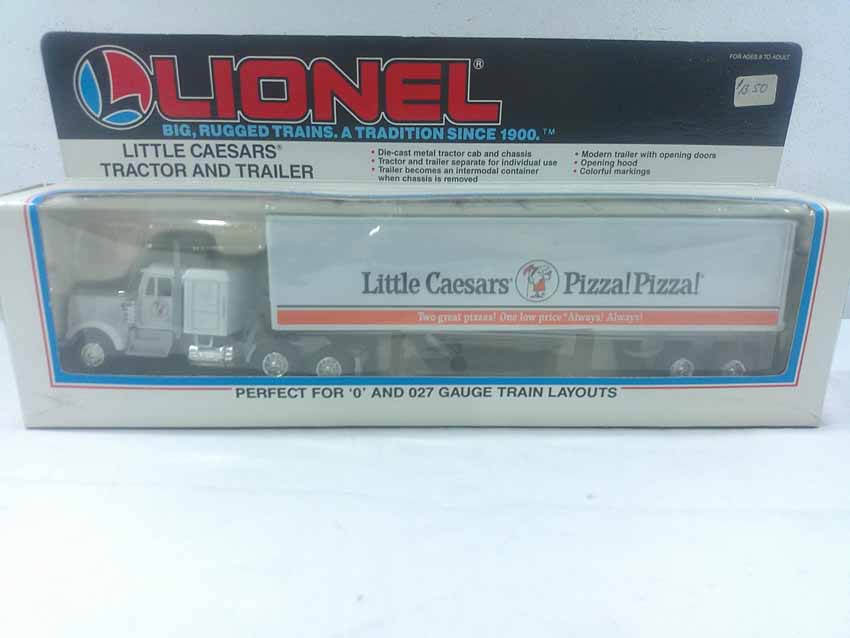 LIONEL®
BIG, RUGGED TRAINS. A TRADITION SINCE 1900.™
FOR AGES 8 TO ADULT
$13.50
LITTLE CAESARS®
TRACTOR AND TRAILER
• Die-cast metal tractor cab and chassis
• Tractor and trailer separate for individual use
• Trailer becomes an intermodal container
when chassis is removed
• Modern trailer with opening doors
• Opening hood
• Colorful markings
Little Caesars® Pizza!Pizza!®
Two great pizzas! One low price.® Always! Always!
PERFECT FOR ‘0’ AND 027 GAUGE TRAIN LAYOUTS